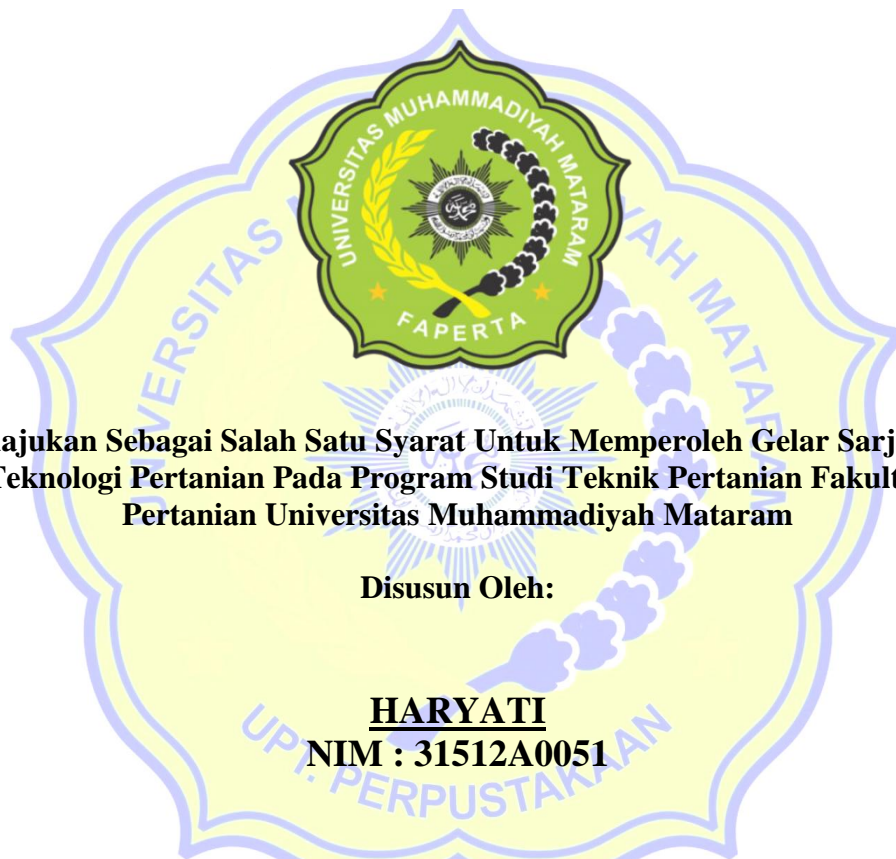 UNIVERSITAS MUHAMMADIYAH MATARAM
FAPERTA
ajukan Sebagai Salah Satu Syarat Untuk Memperoleh Gelar Sarj
Teknologi Pertanian Pada Program Studi Teknik Pertanian Fakult
Pertanian Universitas Muhammadiyah Mataram
Disusun Oleh:
HARYATI
NIM : 31512A0051
UPT. PERPUSTAKAAN